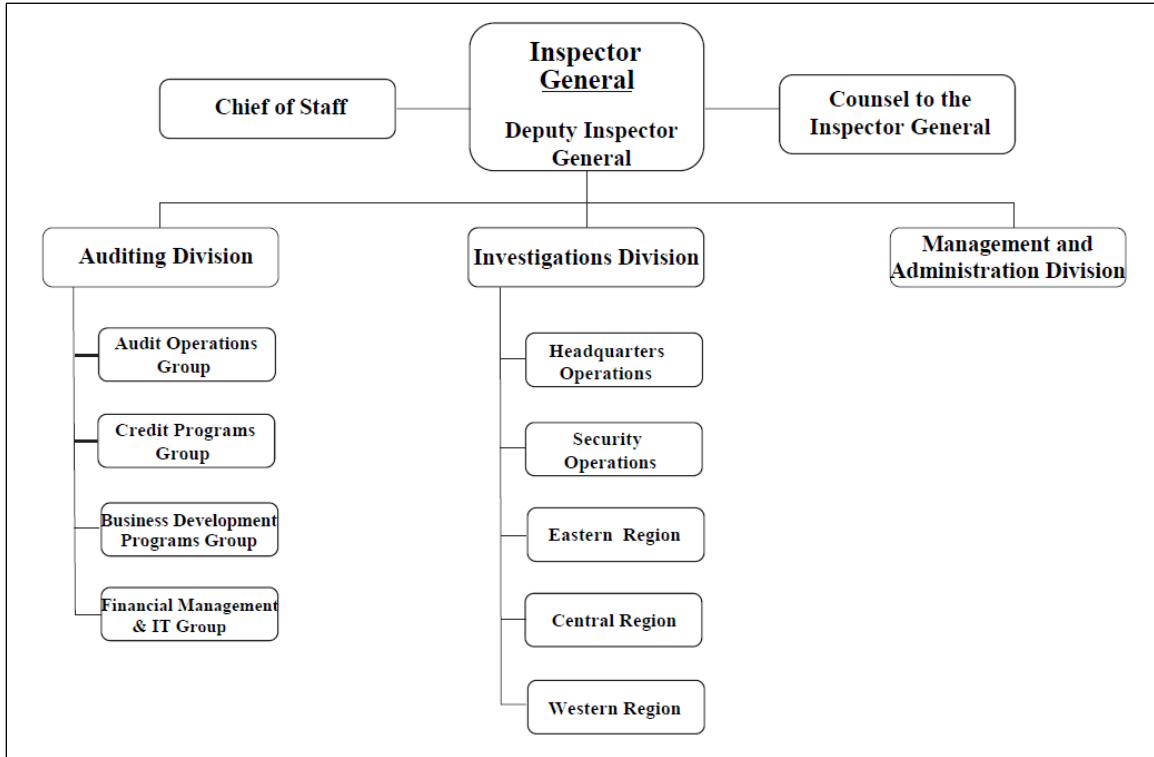 Inspector
General
Deputy Inspector
General
Chief of Staff
Counsel to the
Inspector General
Auditing Division
Investigations Division
Management and
Administration Division
Audit Operations
Group
Credit Programs
Group
Business Development
Programs Group
Financial Management
& IT Group
Headquarters
Operations
Security
Operations
Eastern Region
Central Region
Western Region